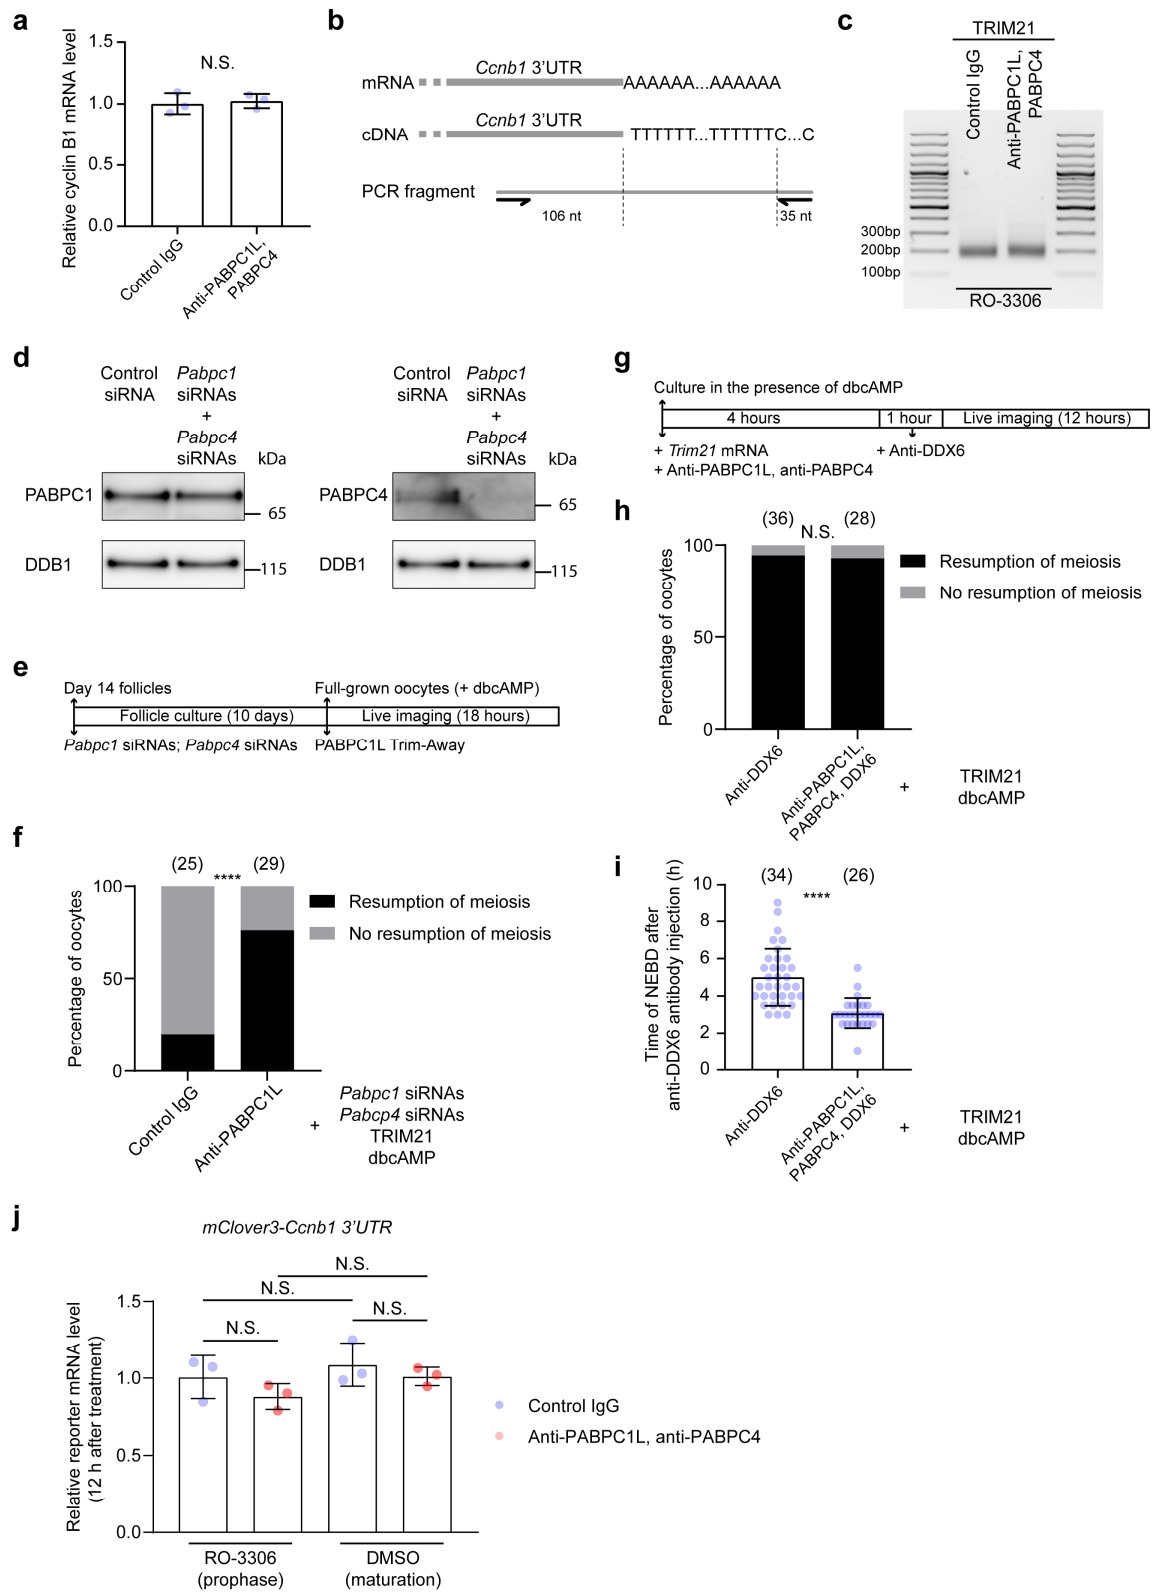 a
Relative cyclin B1 mRNA level
1.5
1.0
0.5
0.0
N.S.
Control IgG
Anti-PABPC1L,
PABPC4
b
mRNA
Ccnb1 3'UTR
AAAAAA...AAAAAA
cDNA
Ccnb1 3'UTR
TTTTTT...TTTTTTC...C
PCR fragment
106 nt
35 nt
c
TRIM21
Control IgG
Anti-PABPC1L,
PABPC4
300bp
200bp
100bp
RO-3306
d
Control
siRNA
Pabpc1
siRNAs
+
Pabpc4
siRNAs
kDa
PABPC1
65
DDB1
115
Control
siRNA
Pabpc1
siRNAs
+
Pabpc4
siRNAs
kDa
PABPC4
65
DDB1
115
e
Day 14 follicles
Full-grown oocytes (+ dbcAMP)
Follicle culture (10 days)
Live imaging (18 hours)
Pabpc1 siRNAs; Pabpc4 siRNAs
PABPC1L Trim-Away
f
Percentage of oocytes
100
50
0
(25)
****
(29)
Resumption of meiosis
No resumption of meiosis
Control IgG
Anti-PABPC1L
+
Pabpc1 siRNAs
Pabcp4 siRNAs
TRIM21
dbcAMP
g
Culture in the presence of dbcAMP
4 hours
1 hour
Live imaging (12 hours)
+ Trim21 mRNA
+ Anti-PABPC1L, anti-PABPC4
+ Anti-DDX6
h
Percentage of oocytes
100
50
0
(36)
N.S.
(28)
Resumption of meiosis
No resumption of meiosis
Anti-DDX6
Anti-PABPC1L,
PABPC4, DDX6
+
TRIM21
dbcAMP
i
Time of NEBD after
anti-DDX6 antibody injection (h)
10
8
6
4
2
0
(34)
****
(26)
Anti-DDX6
Anti-PABPC1L,
PABPC4, DDX6
+
TRIM21
dbcAMP
j
mClover3-Ccnb1 3'UTR
Relative reporter mRNA level
(12 h after treatment)
1.5
1.0
0.5
0.0
N.S.
N.S.
N.S.
N.S.
Control IgG
Anti-PABPC1L, anti-PABPC4
RO-3306
(prophase)
DMSO
(maturation)